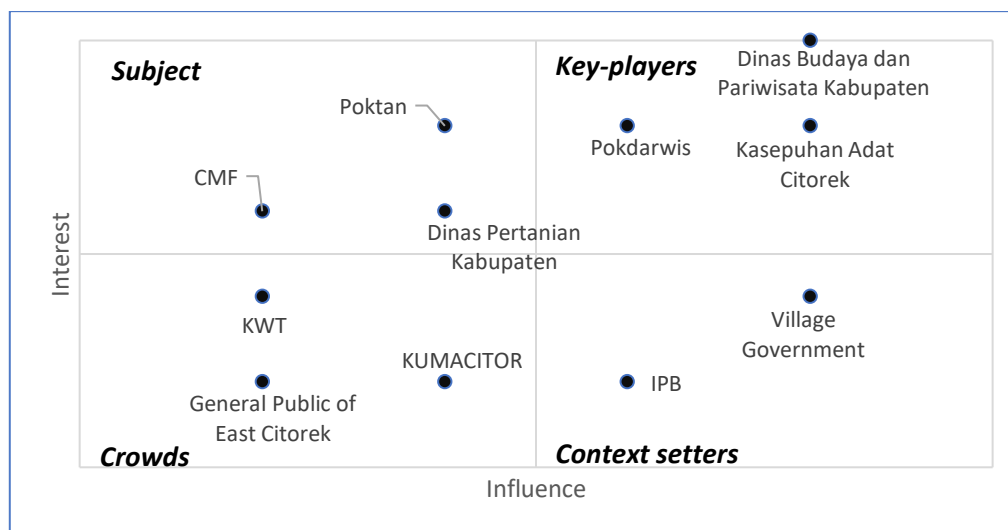 Subject
Key-players
Dinas Budaya dan
Pariwisata Kabupaten
Poktan
Pokdarwis
Kasepuhan Adat
Citorek
CMF
Dinas Pertanian
Kabupaten
Interest
KWT
Village
Government
KUMACITOR
IPB
General Public of
East Citorek
Crowds
Context setters
Influence